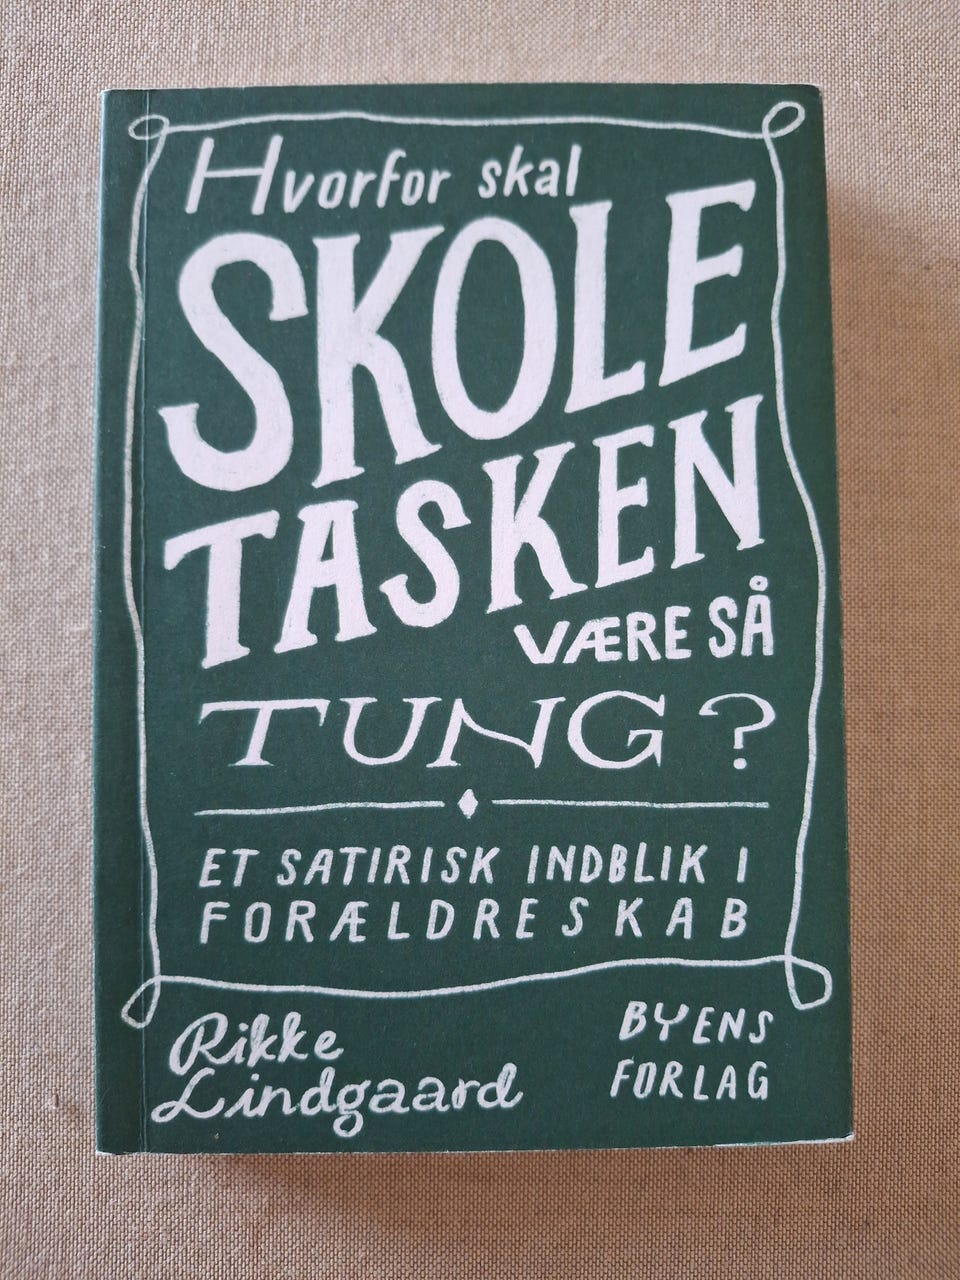 Hvorfor skal
SKOLE
TASKEN
VÆRE SÅ
TUNG?
ET SATIRISK INDBLIK I
FORÆLDRESKAB
Rikke
Lindgaard
BYENS
FORLAG